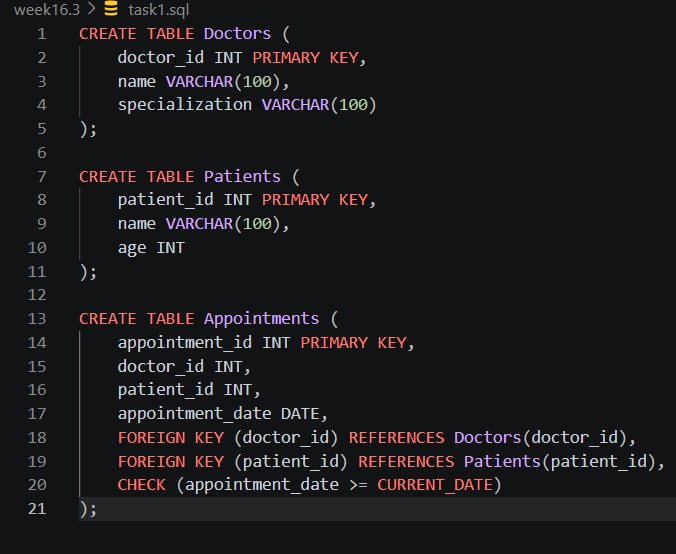 week16.3 > task1.sql
1 CREATE TABLE Doctors (
2 doctor_id INT PRIMARY KEY,
3 name VARCHAR(100),
4 specialization VARCHAR(100)
5 );
6
7 CREATE TABLE Patients (
8 patient_id INT PRIMARY KEY,
9 name VARCHAR(100),
10 age INT
11 );
12
13 CREATE TABLE Appointments (
14 appointment_id INT PRIMARY KEY,
15 doctor_id INT,
16 patient_id INT,
17 appointment_date DATE,
18 FOREIGN KEY (doctor_id) REFERENCES Doctors(doctor_id),
19 FOREIGN KEY (patient_id) REFERENCES Patients(patient_id),
20 CHECK (appointment_date >= CURRENT_DATE)
21 );